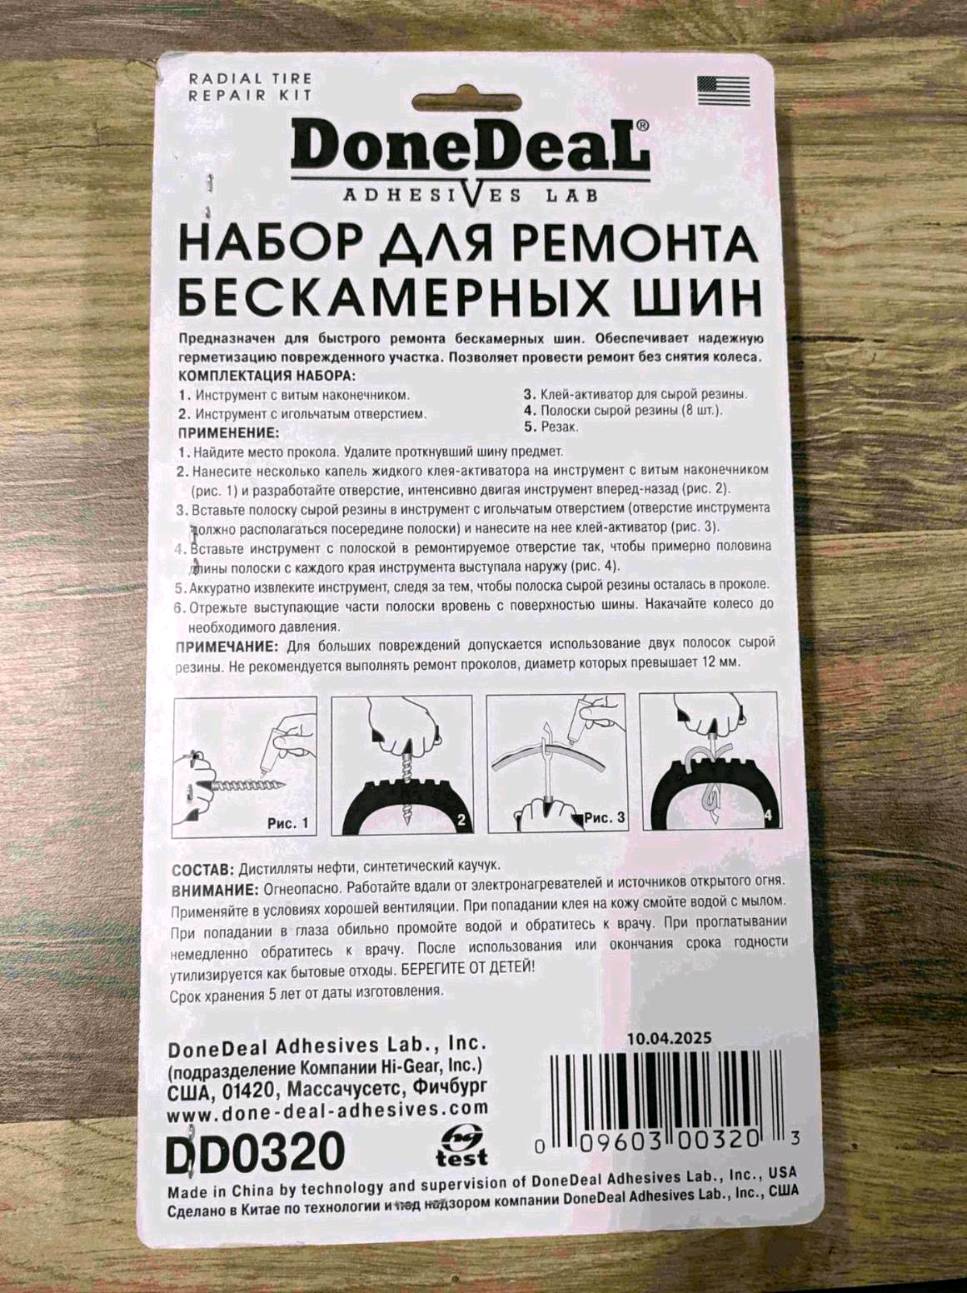 RADIAL TIRE
REPAIR KIT
DoneDeaL®
ADHESIVES LAB
НАБОР ДЛЯ РЕМОНТА
БЕСКАМЕРНЫХ ШИН
Предназначен для быстрого ремонта бескамерных шин. Обеспечивает надежную
герметизацию поврежденного участка. Позволяет провести ремонт без снятия колеса.
КОМПЛЕКТАЦИЯ НАБОРА:
1. Инструмент с витым наконечником.
2. Инструмент с игольчатым отверстием.
3. Клей-активатор для сырой резины.
4. Полоски сырой резины (8 шт.).
5. Резак.
ПРИМЕНЕНИЕ:
1. Найдите место прокола. Удалите проткнувший шину предмет.
2. Нанесите несколько капель жидкого клея-активатора на инструмент с витым наконечником
(рис. 1) и разработайте отверстие, интенсивно двигая инструмент вперед-назад (рис. 2).
3. Вставьте полоску сырой резины в инструмент с игольчатым отверстием (отверстие инструмента
должно располагаться посередине полоски) и нанесите на нее клей-активатор (рис. 3).
4. Вставьте инструмент с полоской в ремонтируемое отверстие так, чтобы примерно половина
длины полоски с каждого края инструмента выступала наружу (рис. 4).
5. Аккуратно извлеките инструмент, следя за тем, чтобы полоска сырой резины осталась в проколе.
6. Отрежьте выступающие части полоски вровень с поверхностью шины. Накачайте колесо до
необходимого давления.
ПРИМЕЧАНИЕ: Для больших повреждений допускается использование двух полосок сырой
резины. Не рекомендуется выполнять ремонт проколов, диаметр которых превышает 12 мм.
Рис. 1
2
Рис. 3
4
СОСТАВ: Дистилляты нефти, синтетический каучук.
ВНИМАНИЕ: Огнеопасно. Работайте вдали от электронагревателей и источников открытого огня.
Применяйте в условиях хорошей вентиляции. При попадании клея на кожу смойте водой с мылом.
При попадании в глаза обильно промойте водой и обратитесь к врачу. При проглатывании
немедленно обратитесь к врачу. После использования или окончания срока годности
утилизируется как бытовые отходы. БЕРЕГИТЕ ОТ ДЕТЕЙ!
Срок хранения 5 лет от даты изготовления.
DoneDeal Adhesives Lab., Inc.
(подразделение Компании Hi-Gear, Inc.)
США, 01420, Массачусетс, Фичбург
www.done-deal-adhesives.com
DD0320
test
10.04.2025
0 09603 00320 3
Made in China by technology and supervision of DoneDeal Adhesives Lab., Inc., USA
Сделано в Китае по технологии и под надзором компании DoneDeal Adhesives Lab., Inc., США